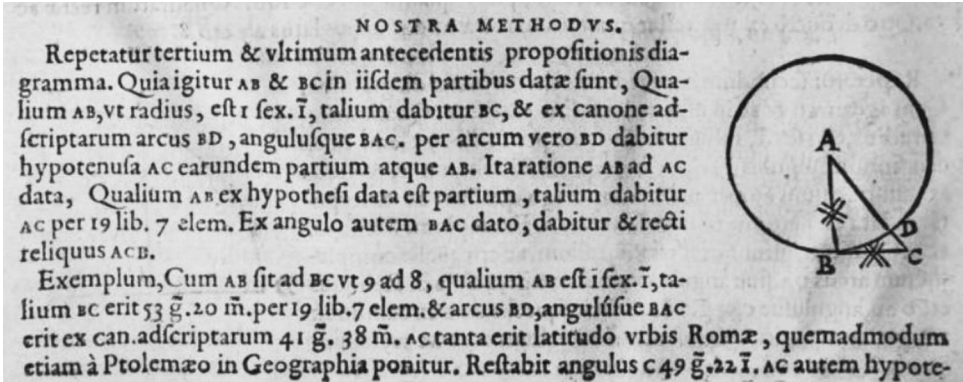 NOSTRA METHODVS.
Repetatur tertium & vltimum antecedentis propositionis dia-
gramma. Quia igitur AB & BC in iisdem partibus datæ sunt, Qua-
lium AB, vt radius, est 1 sex. ī, talium dabitur BC, & ex canone ad-
scriptarum arcus BD, angulusque BAC. per arcum vero BD dabitur
hypotenusa AC earundem partium atque AB. Ita ratione AB ad AC
data, Qualium AB ex hypothesi data est partium, talium dabitur
AC per 19 lib. 7 elem. Ex angulo autem BAC dato, dabitur & recti
reliquus ACB.
Exemplum, Cum AB sit ad BC vt 9 ad 8, qualium AB est 1 sex. ī, ta-
lium BC erit 53 g̃. 20 m̃. per 19 lib. 7 elem. & arcus BD, angulúsue BAC
erit ex can. adscriptarum 41 g̃. 38 m̃. AC tanta erit latitudo vrbis Romæ, quemadmodum
etiam à Ptolemæo in Geographia ponitur. Restabit angulus C 49 g̃. 22 ī. AC autem hypote-
A
B
D
C